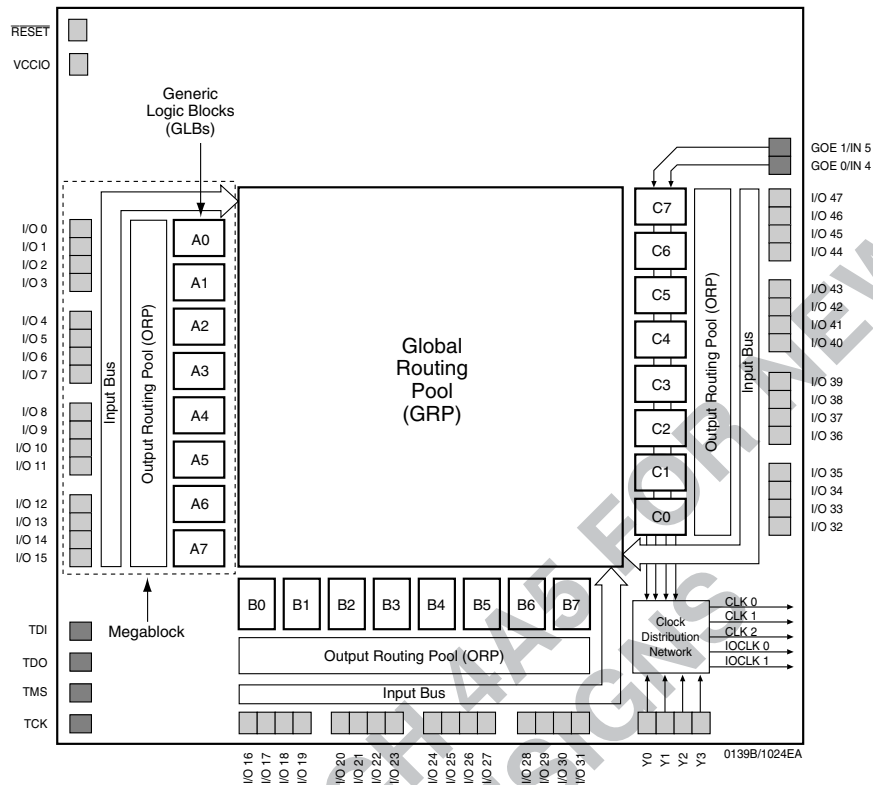 RESET
VCCIO
Generic
Logic Blocks
(GLBs)
GOE 1/IN 5
GOE 0/IN 4
I/O 0
I/O 1
I/O 2
I/O 3
I/O 4
I/O 5
I/O 6
I/O 7
I/O 8
I/O 9
I/O 10
I/O 11
I/O 12
I/O 13
I/O 14
I/O 15
Input Bus
Output Routing Pool (ORP)
A0
A1
A2
A3
A4
A5
A6
A7
Global
Routing
Pool
(GRP)
C7
C6
C5
C4
C3
C2
C1
C0
Output Routing Pool (ORP)
Input Bus
I/O 47
I/O 46
I/O 45
I/O 44
I/O 43
I/O 42
I/O 41
I/O 40
I/O 39
I/O 38
I/O 37
I/O 36
I/O 35
I/O 34
I/O 33
I/O 32
Megablock
TDI
TDO
TMS
TCK
B0 B1 B2 B3 B4 B5 B6 B7
Output Routing Pool (ORP)
Input Bus
Clock
Distribution
Network
CLK 0
CLK 1
CLK 2
IOCLK 0
IOCLK 1
I/O 16
I/O 17
I/O 18
I/O 19
I/O 20
I/O 21
I/O 22
I/O 23
I/O 24
I/O 25
I/O 26
I/O 27
I/O 28
I/O 29
I/O 30
I/O 31
Y0
Y1
Y2
Y3
0139B/1024EA
CH 4A5 FOR NEW
SIGNS